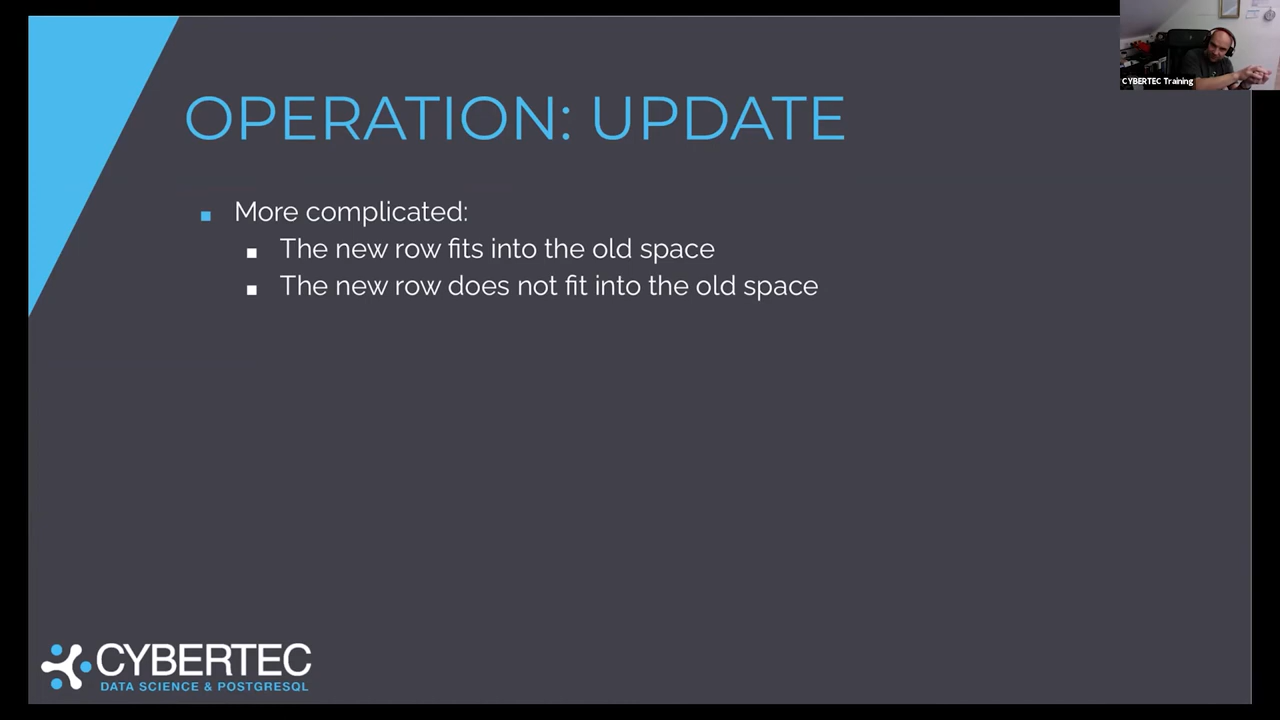 CYBERTEC Training
OPERATION: UPDATE
More complicated:
The new row fits into the old space
The new row does not fit into the old space
CYBERTEC
DATA SCIENCE & POSTGRESQL